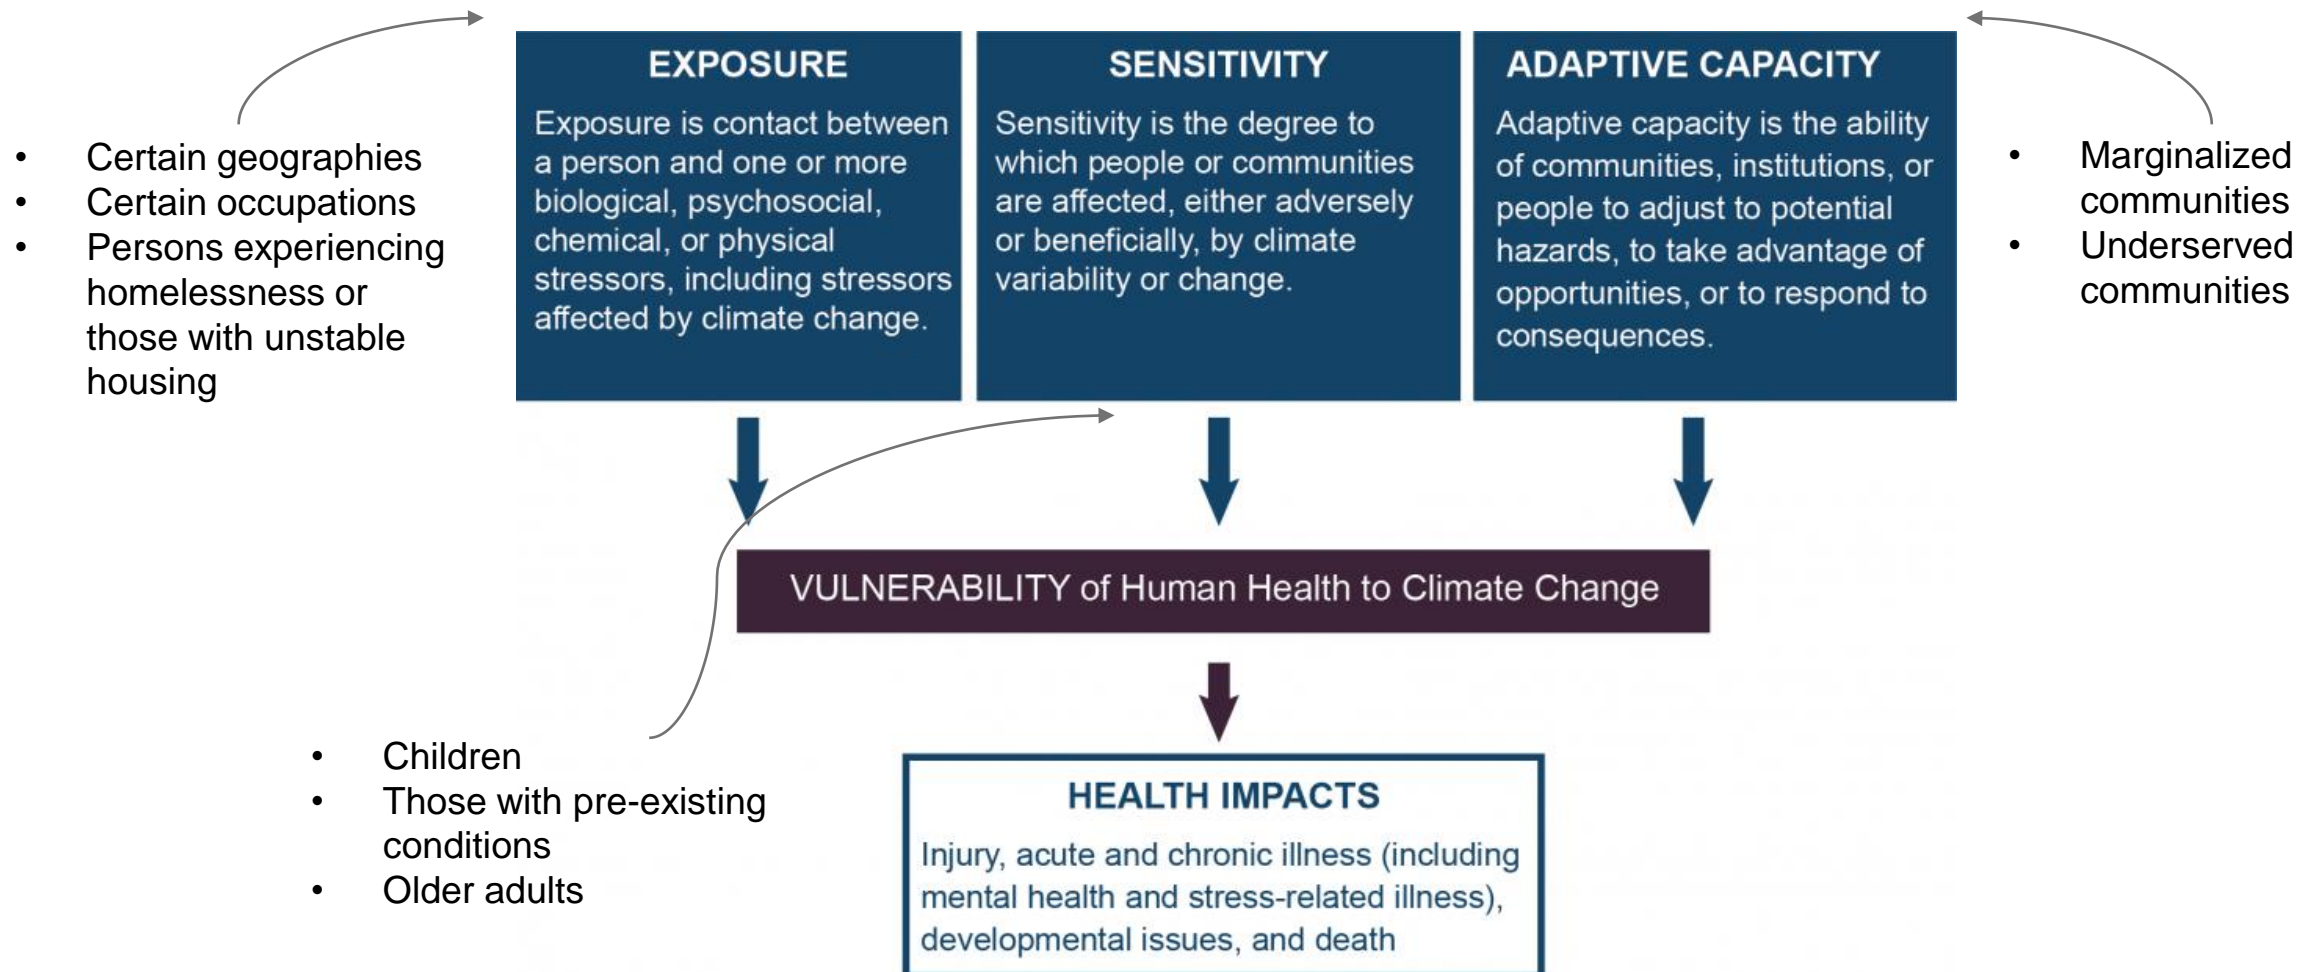 EXPOSURE
Exposure is contact between
a person and one or more
biological, psychosocial,
chemical, or physical
stressors, including stressors
affected by climate change.
SENSITIVITY
Sensitivity is the degree to
which people or communities
are affected, either adversely
or beneficially, by climate
variability or change.
ADAPTIVE CAPACITY
Adaptive capacity is the ability
of communities, institutions, or
people to adjust to potential
hazards, to take advantage of
opportunities, or to respond to
consequences.
• Certain geographies
• Certain occupations
• Persons experiencing
homelessness or
those with unstable
housing
• Marginalized
communities
• Underserved
communities
VULNERABILITY of Human Health to Climate Change
• Children
• Those with pre-existing
conditions
• Older adults
HEALTH IMPACTS
Injury, acute and chronic illness (including
mental health and stress-related illness),
developmental issues, and death